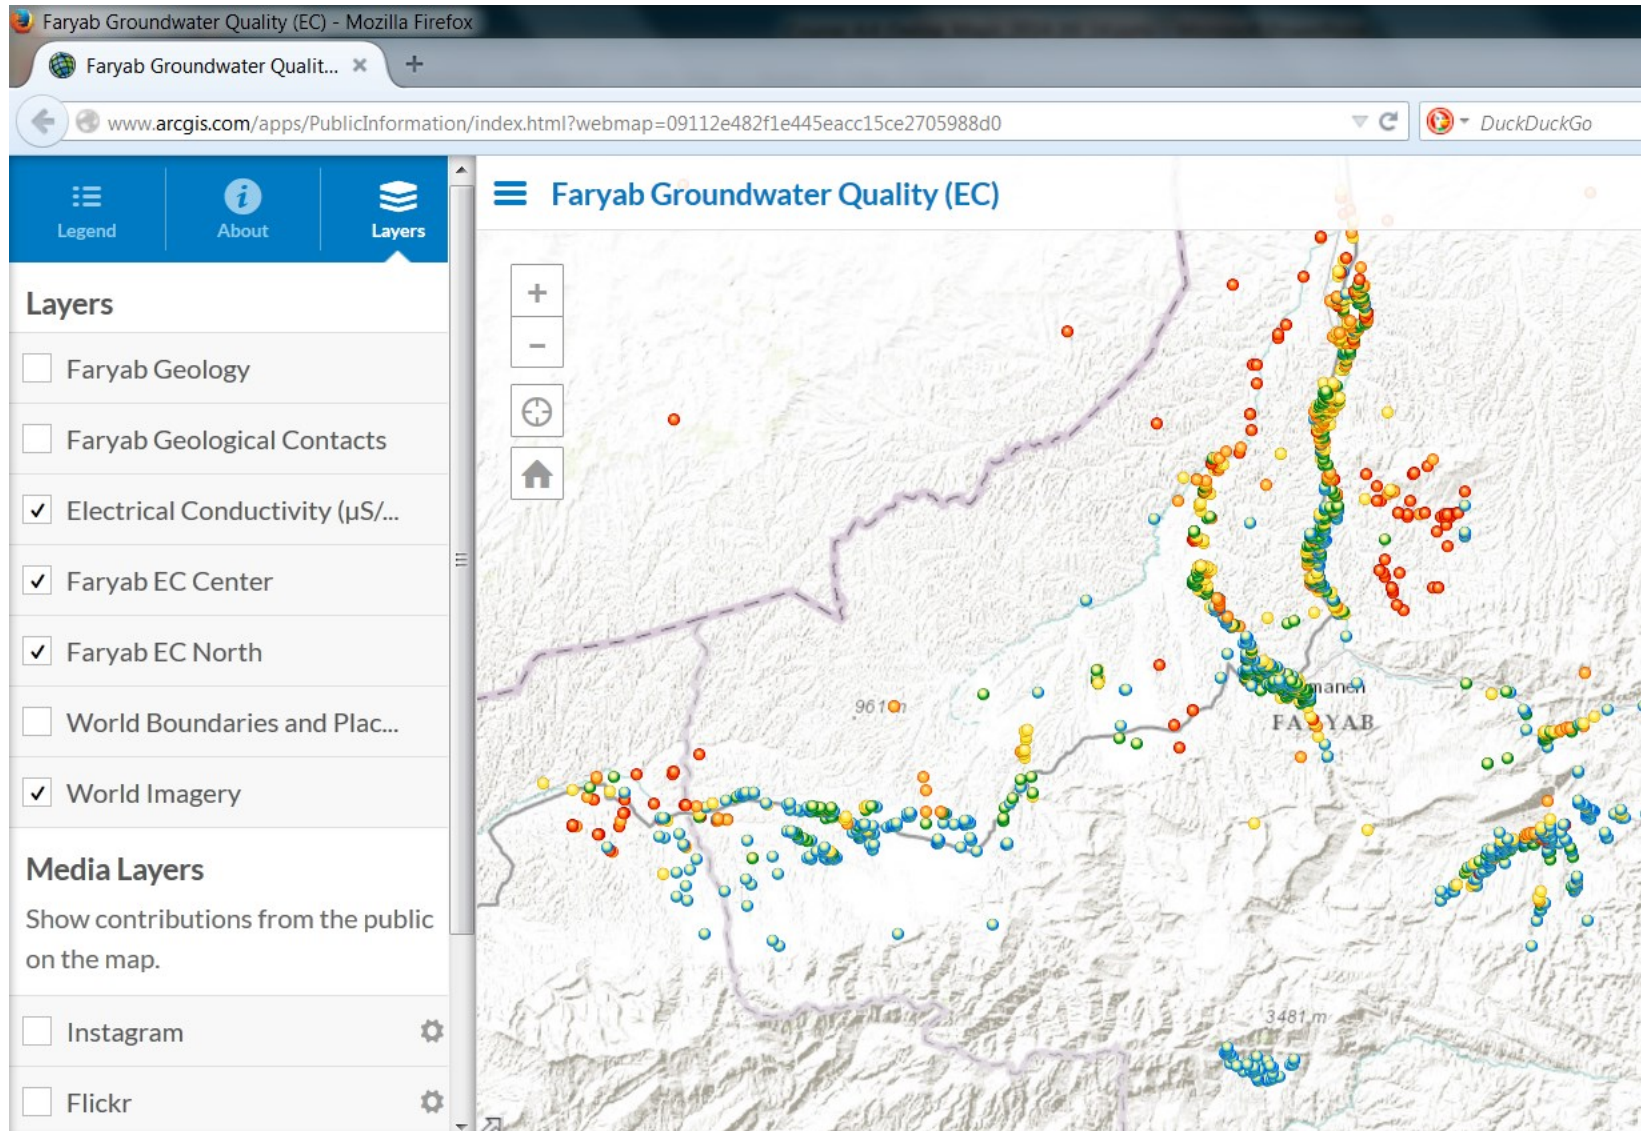 Faryab Groundwater Quality (EC) - Mozilla Firefox
Faryab Groundwater Qualit...
www.arcgis.com/apps/PublicInformation/index.html?webmap=09112e482f1e445eacc15ce2705988d0
DuckDuckGo
Legend
About
Layers
Faryab Groundwater Quality (EC)
Layers
Faryab Geology
Faryab Geological Contacts
Electrical Conductivity (µS/...
Faryab EC Center
Faryab EC North
World Boundaries and Plac...
World Imagery
Media Layers
Show contributions from the public
on the map.
Instagram
Flickr
961 m
FARYAB
3481 m